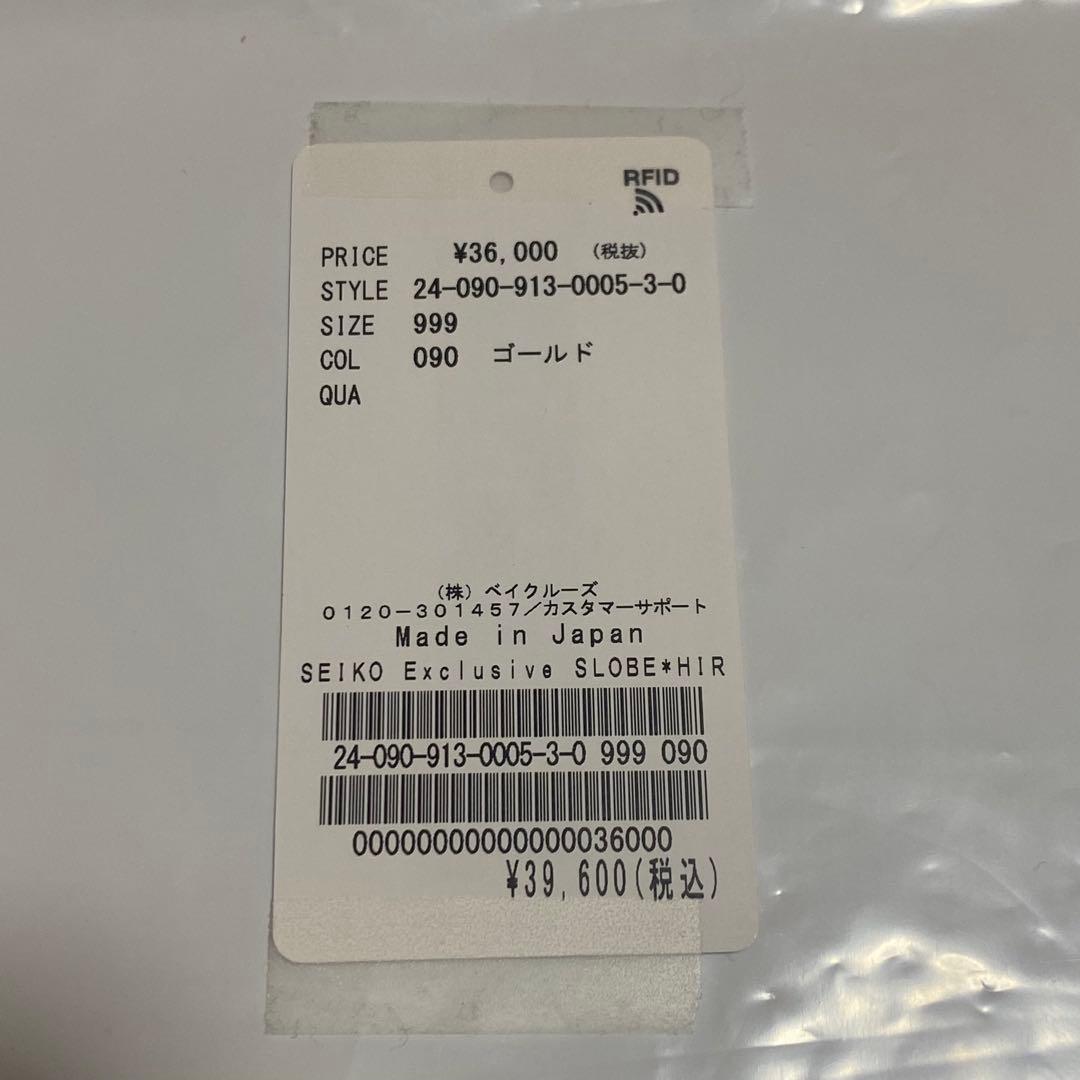 RFID
PRICE ¥36,000 (税抜)
STYLE 24-090-913-0005-3-0
SIZE 999
COL 090 ゴールド
QUA
(株)ベイクルーズ
0120-301457/カスタマーサポート
Made in Japan
SEIKO Exclusive SLOBE*HIR
24-090-913-0005-3-0 999 090
00000000000000036000
¥39,600(税込)